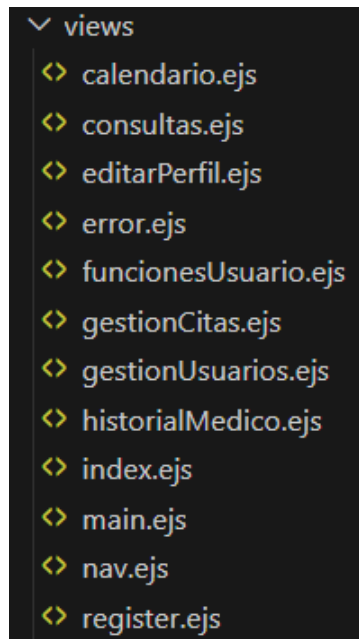 views
calendario.ejs
consultas.ejs
editarPerfil.ejs
error.ejs
funcionesUsuario.ejs
gestionCitas.ejs
gestionUsuarios.ejs
historialMedico.ejs
index.ejs
main.ejs
nav.ejs
register.ejs